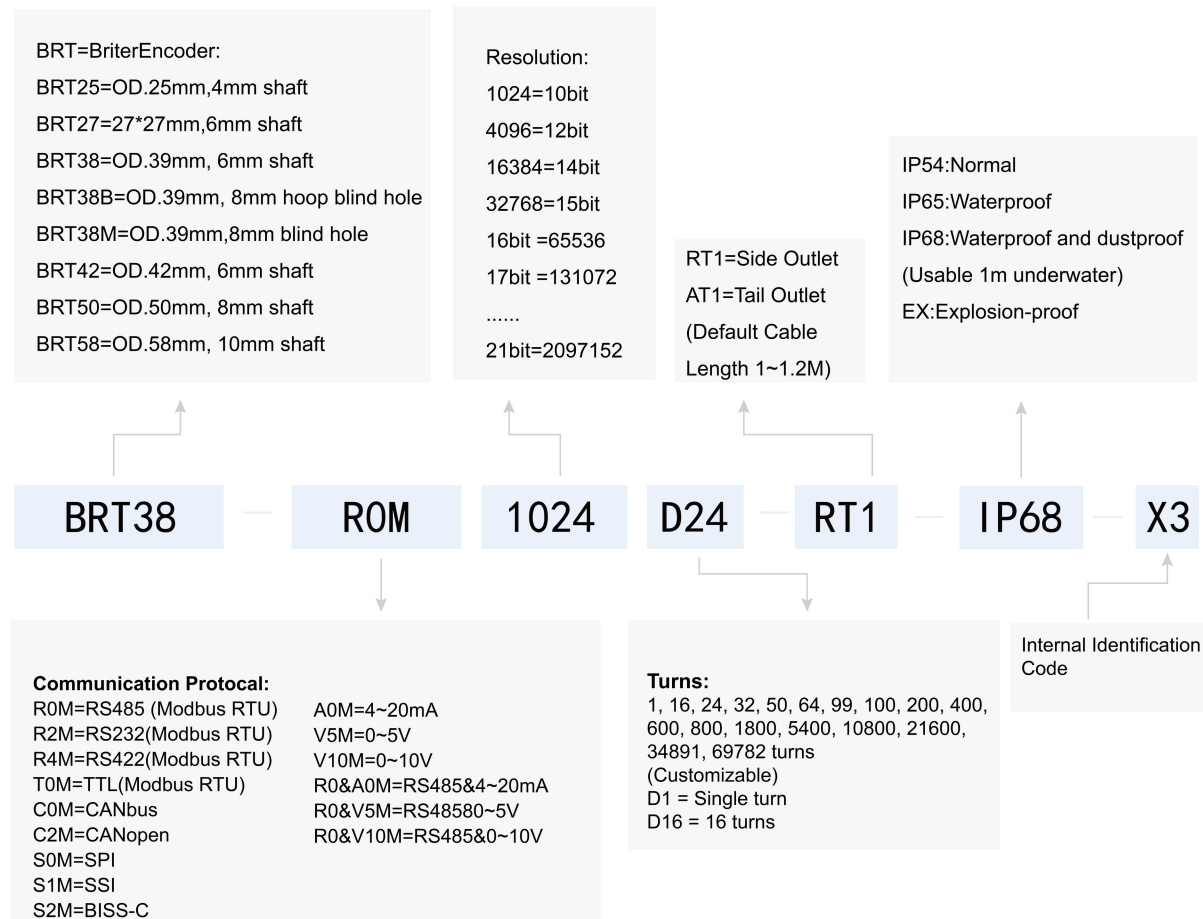 BRT=BriterEncoder:
BRT25=OD.25mm,4mm shaft
BRT27=27*27mm,6mm shaft
BRT38=OD.39mm, 6mm shaft
BRT38B=OD.39mm, 8mm hoop blind hole
BRT38M=OD.39mm,8mm blind hole
BRT42=OD.42mm, 6mm shaft
BRT50=OD.50mm, 8mm shaft
BRT58=OD.58mm, 10mm shaft
Resolution:
1024=10bit
4096=12bit
16384=14bit
32768=15bit
16bit =65536
17bit =131072
......
21bit=2097152
RT1=Side Outlet
AT1=Tail Outlet
(Default Cable
Length 1~1.2M)
IP54:Normal
IP65:Waterproof
IP68:Waterproof and dustproof
(Usable 1m underwater)
EX:Explosion-proof
BRT38 — R0M 1024 D24 — RT1 — IP68 — X3
Communication Protocal:
R0M=RS485 (Modbus RTU)
R2M=RS232(Modbus RTU)
R4M=RS422(Modbus RTU)
T0M=TTL(Modbus RTU)
C0M=CANbus
C2M=CANopen
S0M=SPI
S1M=SSI
S2M=BISS-C
A0M=4~20mA
V5M=0~5V
V10M=0~10V
R0&A0M=RS485&4~20mA
R0&V5M=RS48580~5V
R0&V10M=RS485&0~10V
Turns:
1, 16, 24, 32, 50, 64, 99, 100, 200, 400,
600, 800, 1800, 5400, 10800, 21600,
34891, 69782 turns
(Customizable)
D1 = Single turn
D16 = 16 turns
Internal Identification
Code